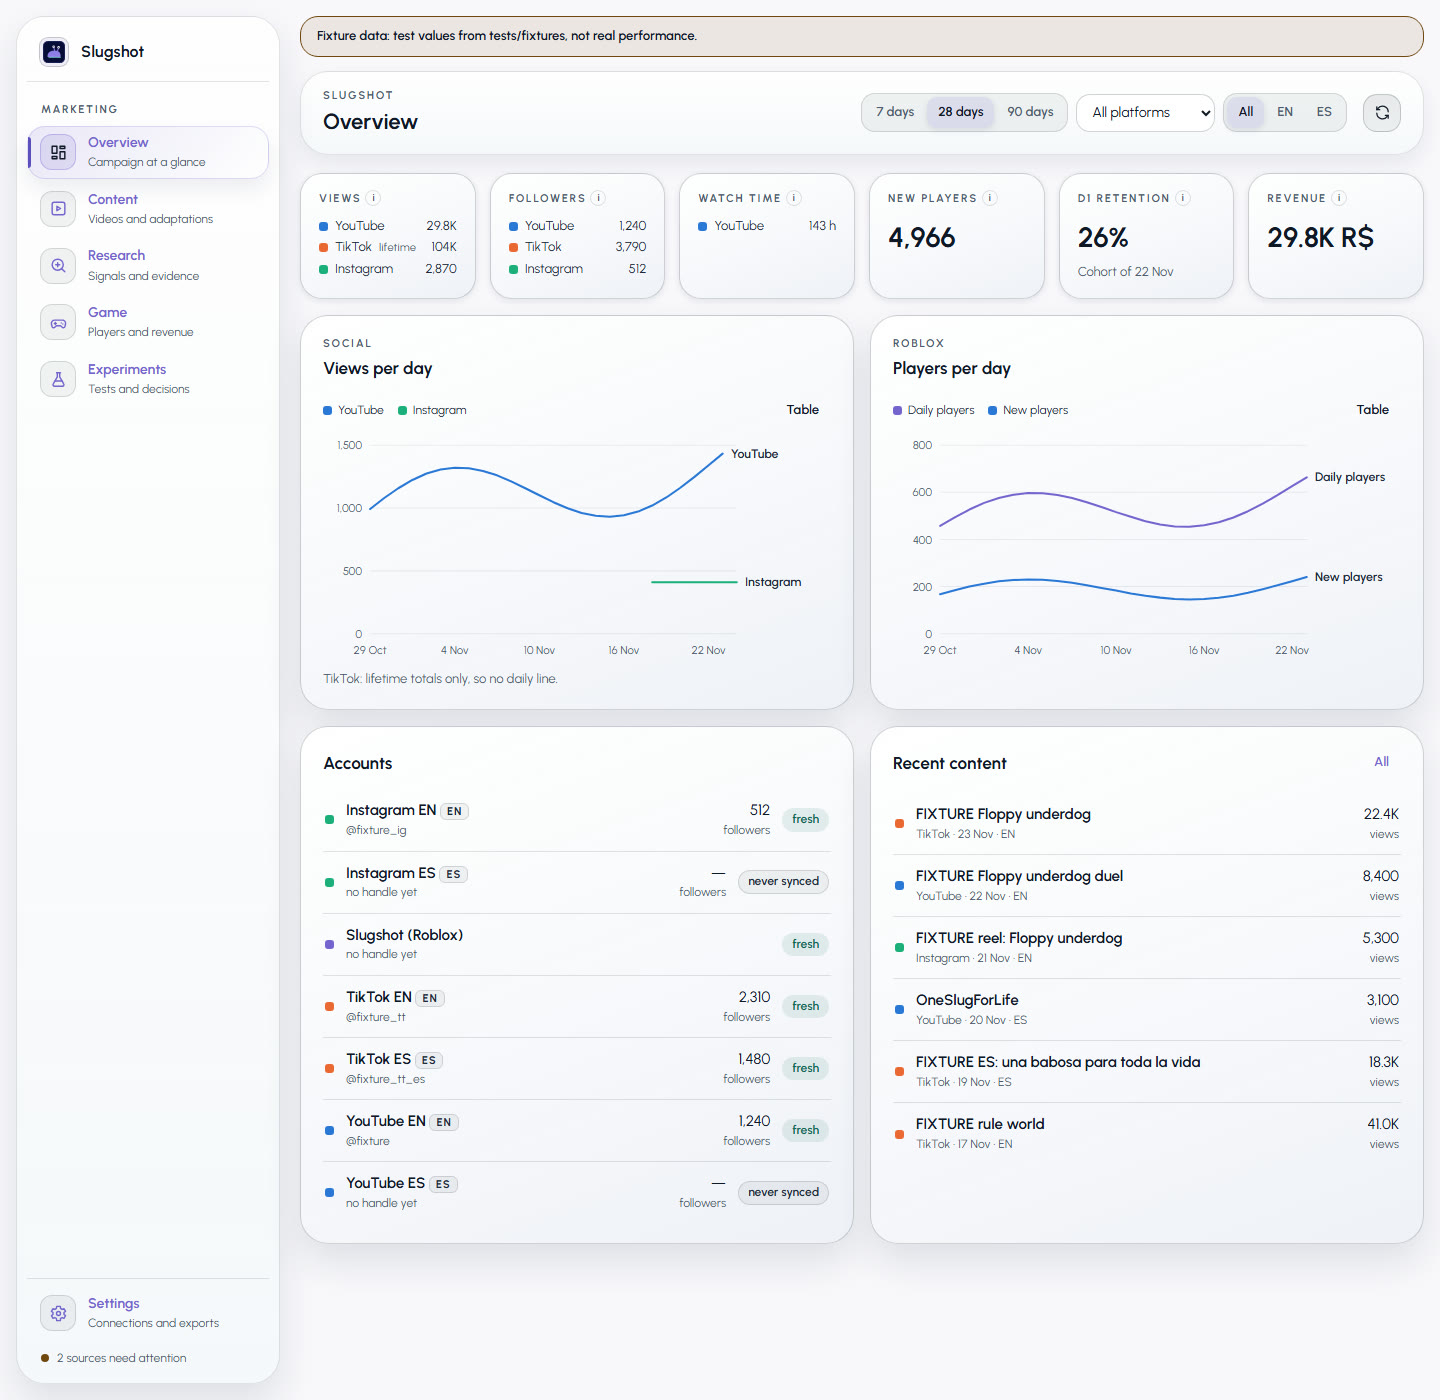 Slugshot
MARKETING
Overview
Campaign at a glance
Content
Videos and adaptations
Research
Signals and evidence
Game
Players and revenue
Experiments
Tests and decisions
Settings
Connections and exports
2 sources need attention
Fixture data: test values from tests/fixtures, not real performance.
SLUGSHOT
Overview
7 days 28 days 90 days All platforms All EN ES
VIEWS i
YouTube 29.8K
TikTok lifetime 104K
Instagram 2,870
FOLLOWERS i
YouTube 1,240
TikTok 3,790
Instagram 512
WATCH TIME i
YouTube 143 h
NEW PLAYERS i
4,966
D1 RETENTION i
26%
Cohort of 22 Nov
REVENUE i
29.8K R$
SOCIAL
Views per day
YouTube Instagram Table
1,500
1,000
500
0
YouTube
Instagram
29 Oct 4 Nov 10 Nov 16 Nov 22 Nov
TikTok: lifetime totals only, so no daily line.
ROBLOX
Players per day
Daily players New players Table
800
600
400
200
0
Daily players
New players
29 Oct 4 Nov 10 Nov 16 Nov 22 Nov
Accounts
Instagram EN EN 512 fresh
@fixture_ig followers
Instagram ES ES — never synced
no handle yet followers
Slugshot (Roblox) fresh
no handle yet
TikTok EN EN 2,310 fresh
@fixture_tt followers
TikTok ES ES 1,480 fresh
@fixture_tt_es followers
YouTube EN EN 1,240 fresh
@fixture followers
YouTube ES ES — never synced
no handle yet followers
Recent content All
FIXTURE Floppy underdog 22.4K
TikTok · 23 Nov · EN views
FIXTURE Floppy underdog duel 8,400
YouTube · 22 Nov · EN views
FIXTURE reel: Floppy underdog 5,300
Instagram · 21 Nov · EN views
OneSlugForLife 3,100
YouTube · 20 Nov · ES views
FIXTURE ES: una babosa para toda la vida 18.3K
TikTok · 19 Nov · ES views
FIXTURE rule world 41.0K
TikTok · 17 Nov · EN views